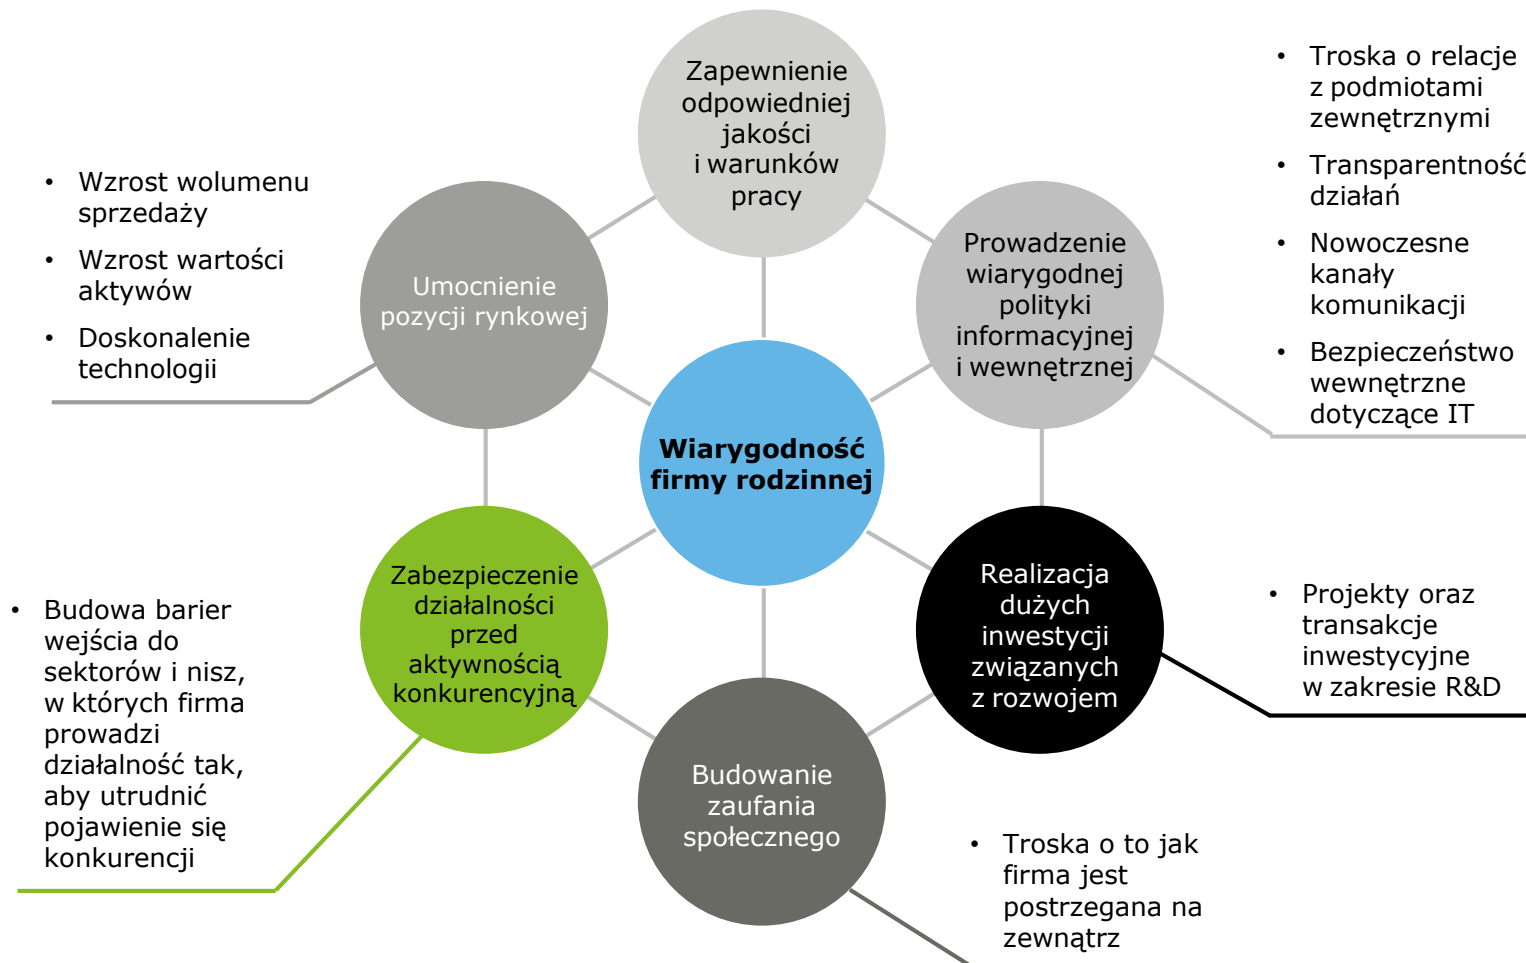 Zapewnienie
odpowiedniej
jakości
i warunków
pracy
• Troska o relacje
z podmiotami
zewnętrznymi
• Transparentność
działań
• Nowoczesne
kanały
komunikacji
• Bezpieczeństwo
wewnętrzne
dotyczące IT
• Wzrost wolumenu
sprzedaży
• Wzrost wartości
aktywów
• Doskonalenie
technologii
Umocnienie
pozycji rynkowej
Prowadzenie
wiarygodnej
polityki
informacyjnej
i wewnętrznej
Wiarygodność
firmy rodzinnej
Zabezpieczenie
działalności
przed
aktywnością
konkurencyjną
Realizacja
dużych
inwestycji
związanych
z rozwojem
• Projekty oraz
transakcje
inwestycyjne
w zakresie R&D
• Budowa barier
wejścia do
sektorów i nisz,
w których firma
prowadzi
działalność tak,
aby utrudnić
pojawienie się
konkurencji
Budowanie
zaufania
społecznego
• Troska o to jak
firma jest
postrzegana na
zewnątrz